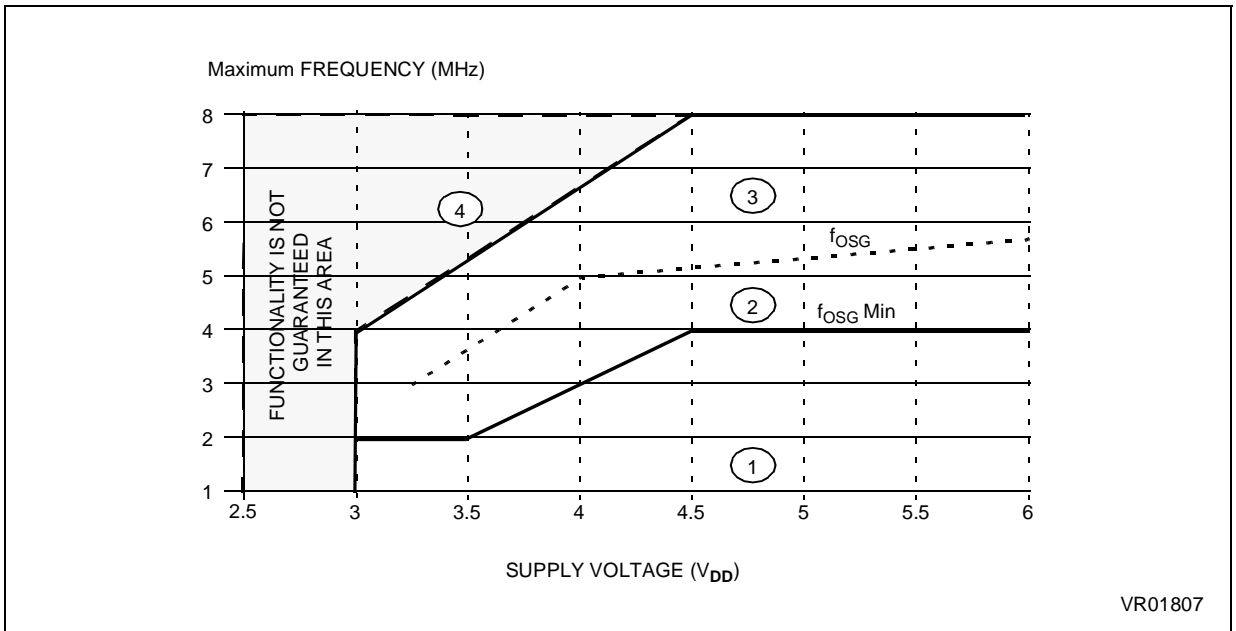 Maximum FREQUENCY (MHz)
8
7
6
5
4
3
2
1
FUNCTIONALITY IS NOT
GUARANTEED
IN THIS AREA
4
3
fOSG
2
fOSG Min
1
2.5 3 3.5 4 4.5 5 5.5 6
SUPPLY VOLTAGE (VDD)
VR01807